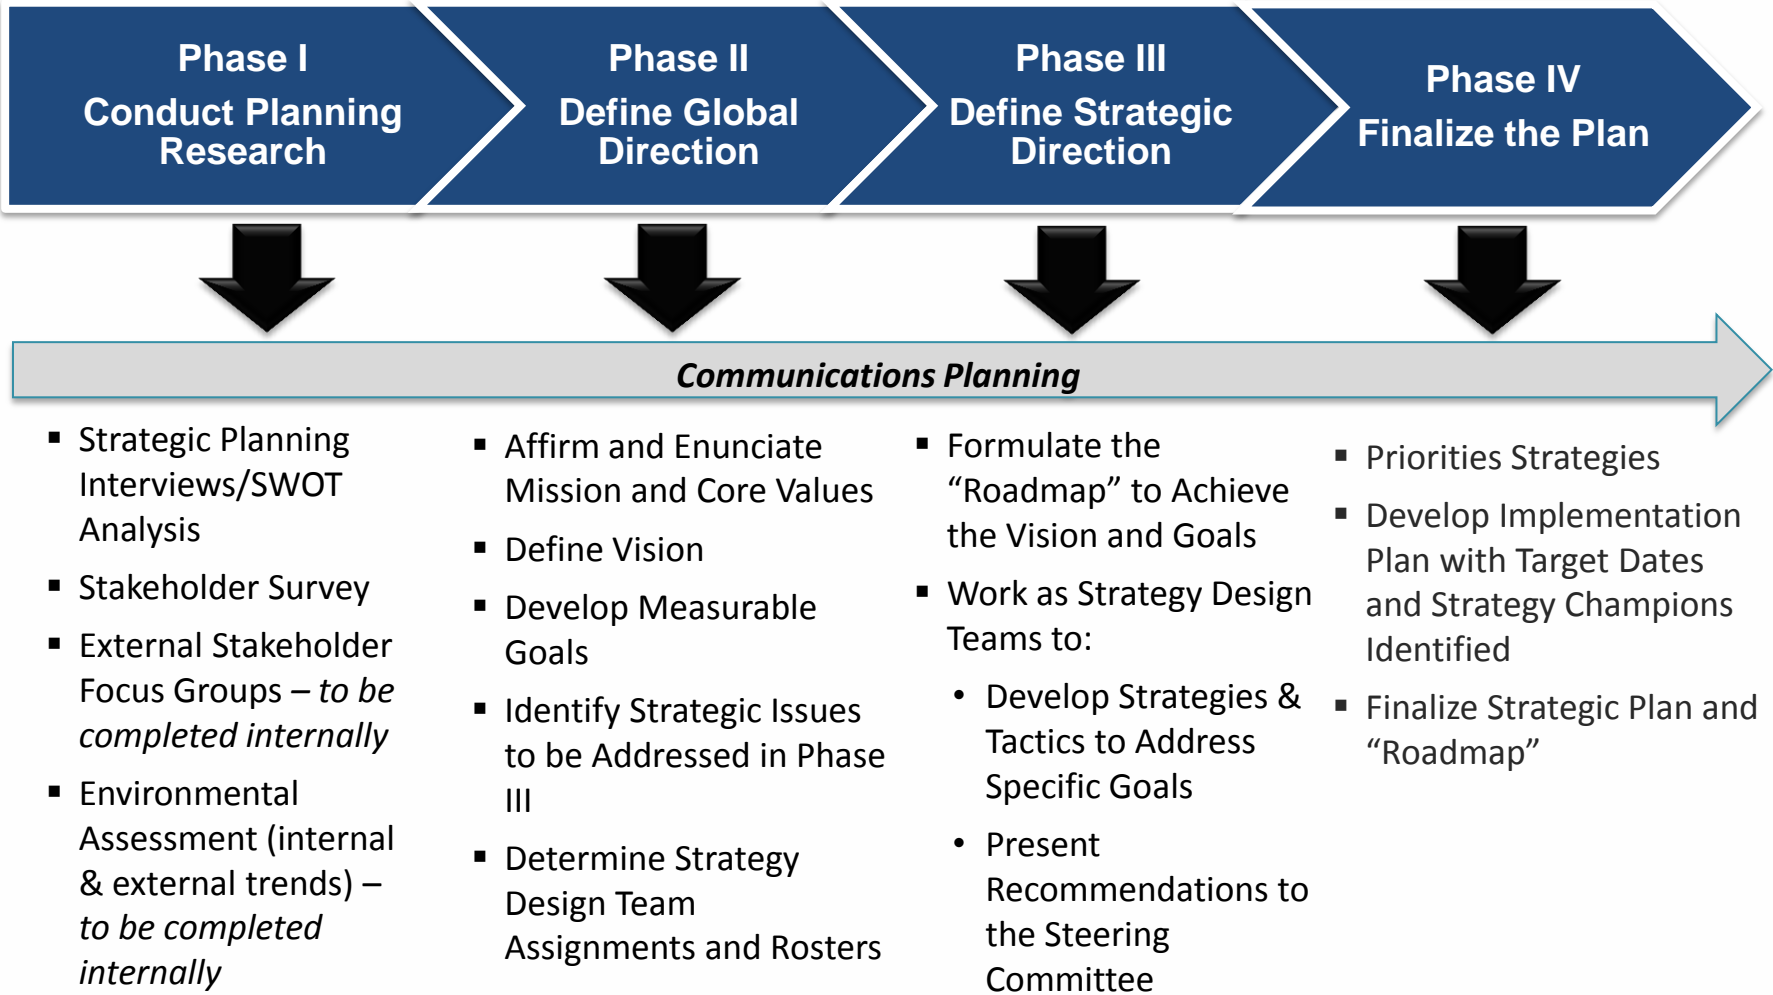 Phase I
Conduct Planning
Research
Phase II
Define Global
Direction
Phase III
Define Strategic
Direction
Phase IV
Finalize the Plan
Communications Planning
▪ Strategic Planning
Interviews/SWOT
Analysis
▪ Stakeholder Survey
▪ External Stakeholder
Focus Groups – to be
completed internally
▪ Environmental
Assessment (internal
& external trends) –
to be completed
internally
▪ Affirm and Enunciate
Mission and Core Values
▪ Define Vision
▪ Develop Measurable
Goals
▪ Identify Strategic Issues
to be Addressed in Phase
III
▪ Determine Strategy
Design Team
Assignments and Rosters
▪ Formulate the
“Roadmap” to Achieve
the Vision and Goals
▪ Work as Strategy Design
Teams to:
• Develop Strategies &
Tactics to Address
Specific Goals
• Present
Recommendations to
the Steering
Committee
▪ Priorities Strategies
▪ Develop Implementation
Plan with Target Dates
and Strategy Champions
Identified
▪ Finalize Strategic Plan and
“Roadmap”